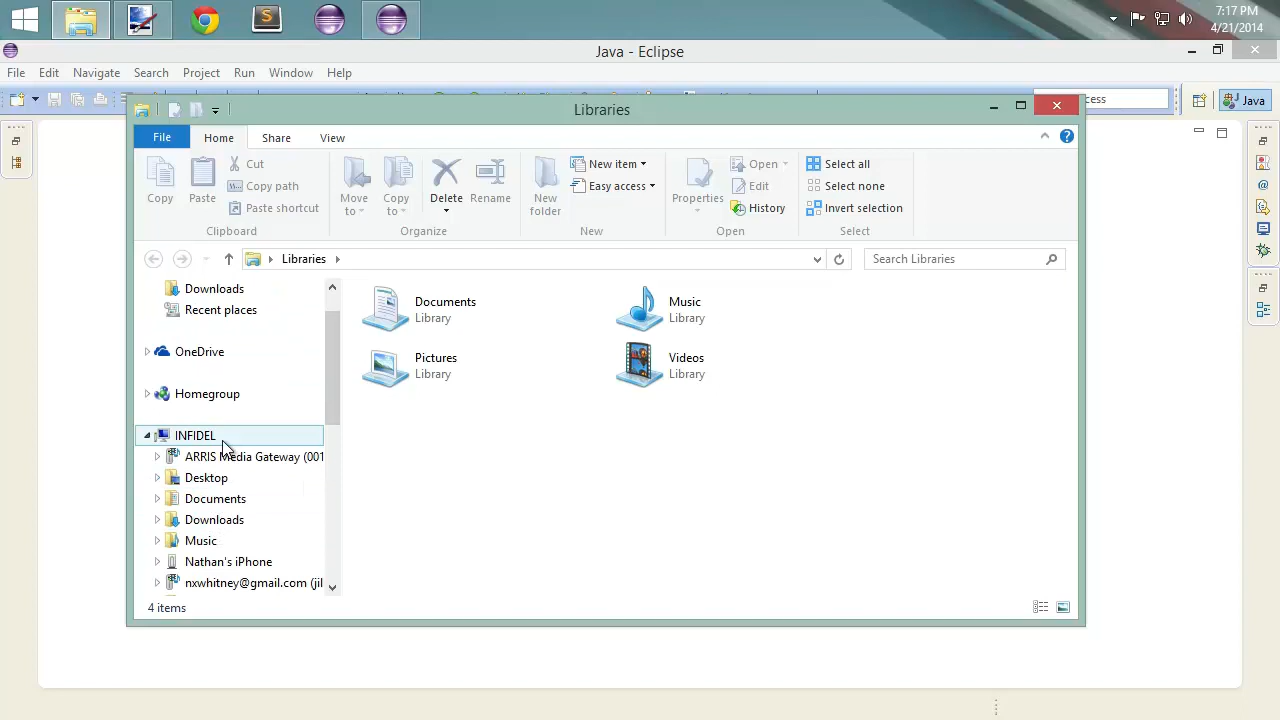 7:17 PM
4/21/2014
Java - Eclipse
File Edit Navigate Search Project Run Window Help
Libraries
cess
Java
File Home Share View
Copy
Paste
Cut
Copy path
Paste shortcut
Clipboard
Move to
Copy to
Delete
Rename
Organize
New folder
New item
Easy access
New
Properties
Open
Edit
History
Open
Select all
Select none
Invert selection
Select
Libraries
Search Libraries
Downloads
Recent places
OneDrive
Homegroup
INFIDEL
ARRIS Media Gateway (001
Desktop
Documents
Downloads
Music
Nathan's iPhone
nxwhitney@gmail.com (jil
Documents
Library
Music
Library
Pictures
Library
Videos
Library
4 items